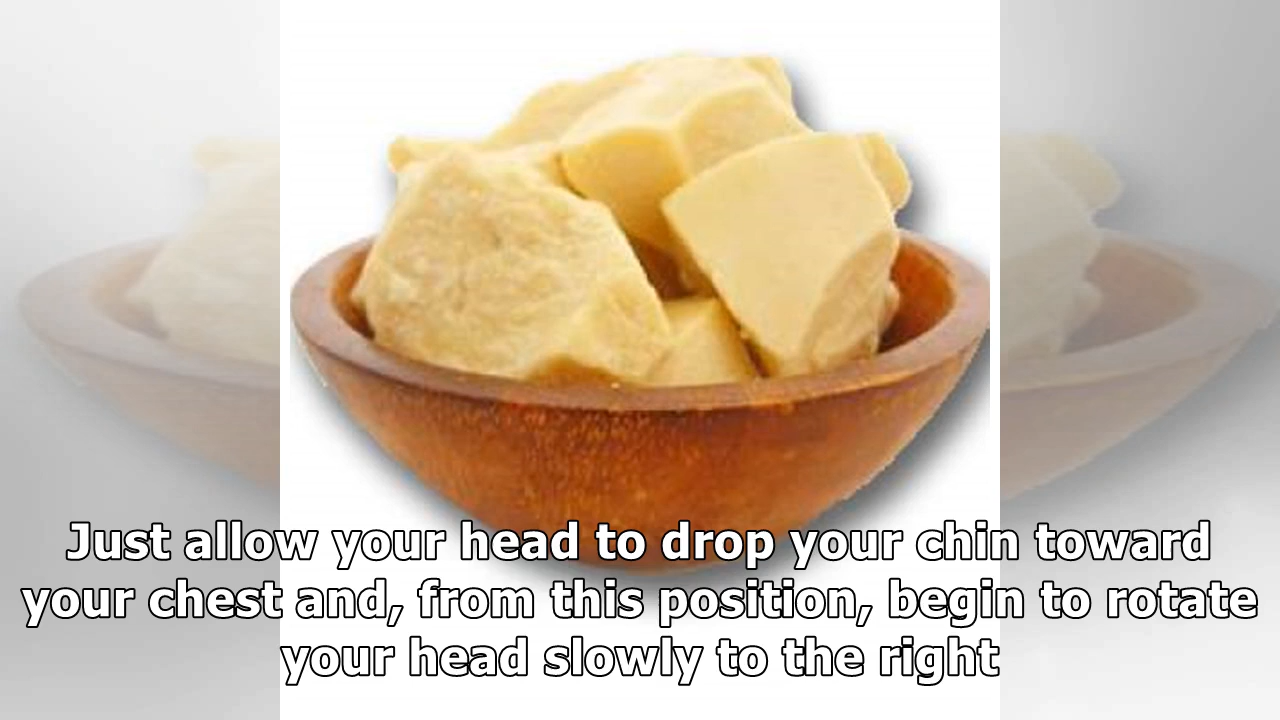 Just allow your head to drop your chin toward
your chest and, from this position, begin to rotate
your head slowly to the right